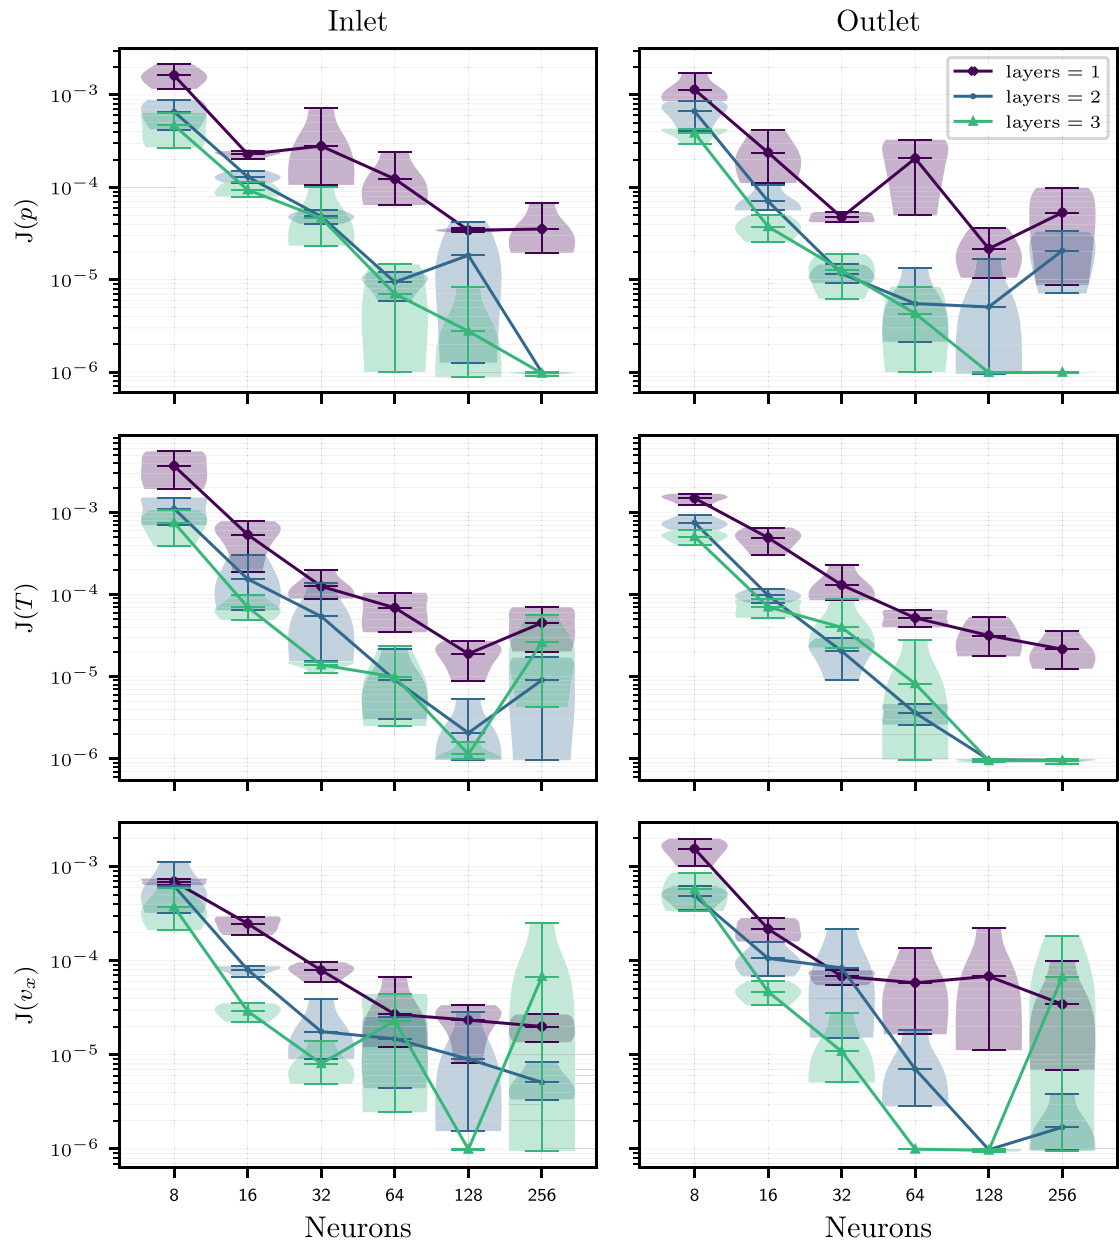 Inlet
Outlet
J(p)
10⁻³
10⁻⁴
10⁻⁵
10⁻⁶
layers = 1
layers = 2
layers = 3
J(T)
10⁻³
10⁻⁴
10⁻⁵
10⁻⁶
J(vₓ)
10⁻³
10⁻⁴
10⁻⁵
10⁻⁶
8 16 32 64 128 256
8 16 32 64 128 256
Neurons
Neurons